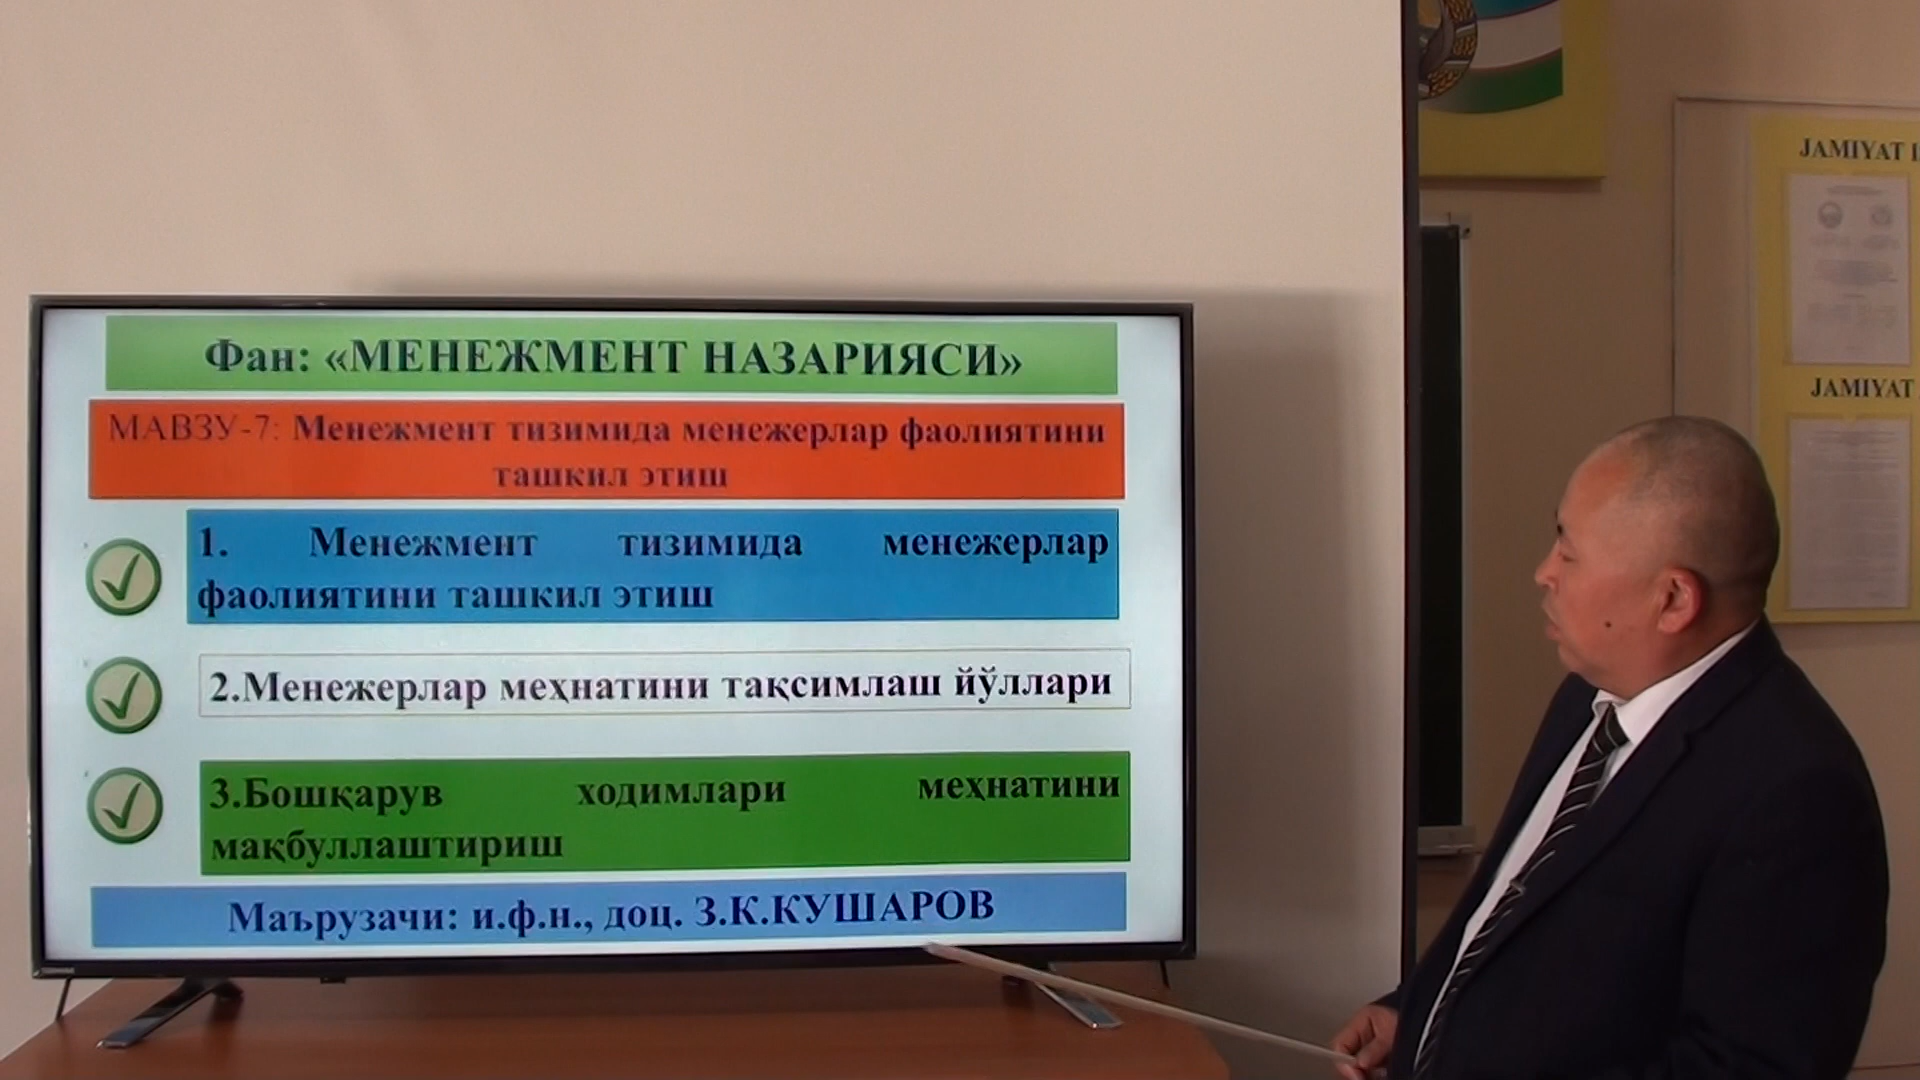 Фан: «МЕНЕЖМЕНТ НАЗАРИЯСИ»
МАВЗУ-7: Менежмент тизимида менежерлар фаолиятини
ташкил этиш
1. Менежмент тизимида менежерлар
фаолиятини ташкил этиш
2.Менежерлар меҳнатини тақсимлаш йўллари
3.Бошқарув ходимлари меҳнатини
мақбуллаштириш
Маърузачи: и.ф.н., доц. З.К.КУШАРОВ
JAMIYAT
JAMIYAT